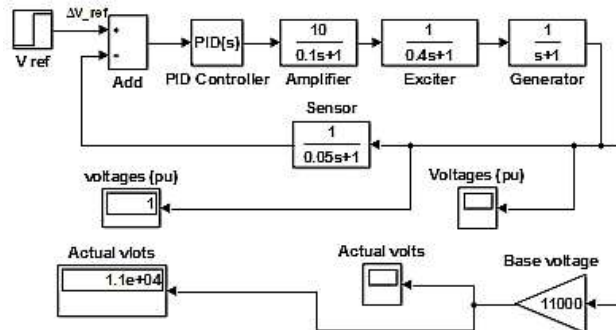 ΔV_ref
V ref
+
−
Add
PID(s)
PID Controller
10
0.1s+1
Amplifier
1
0.4s+1
Exciter
1
s+1
Generator
Sensor
1
0.05s+1
voltages (pu)
1
Voltages (pu)
Actual vlots
1.1e+04
Actual volts
Base voltage
11000